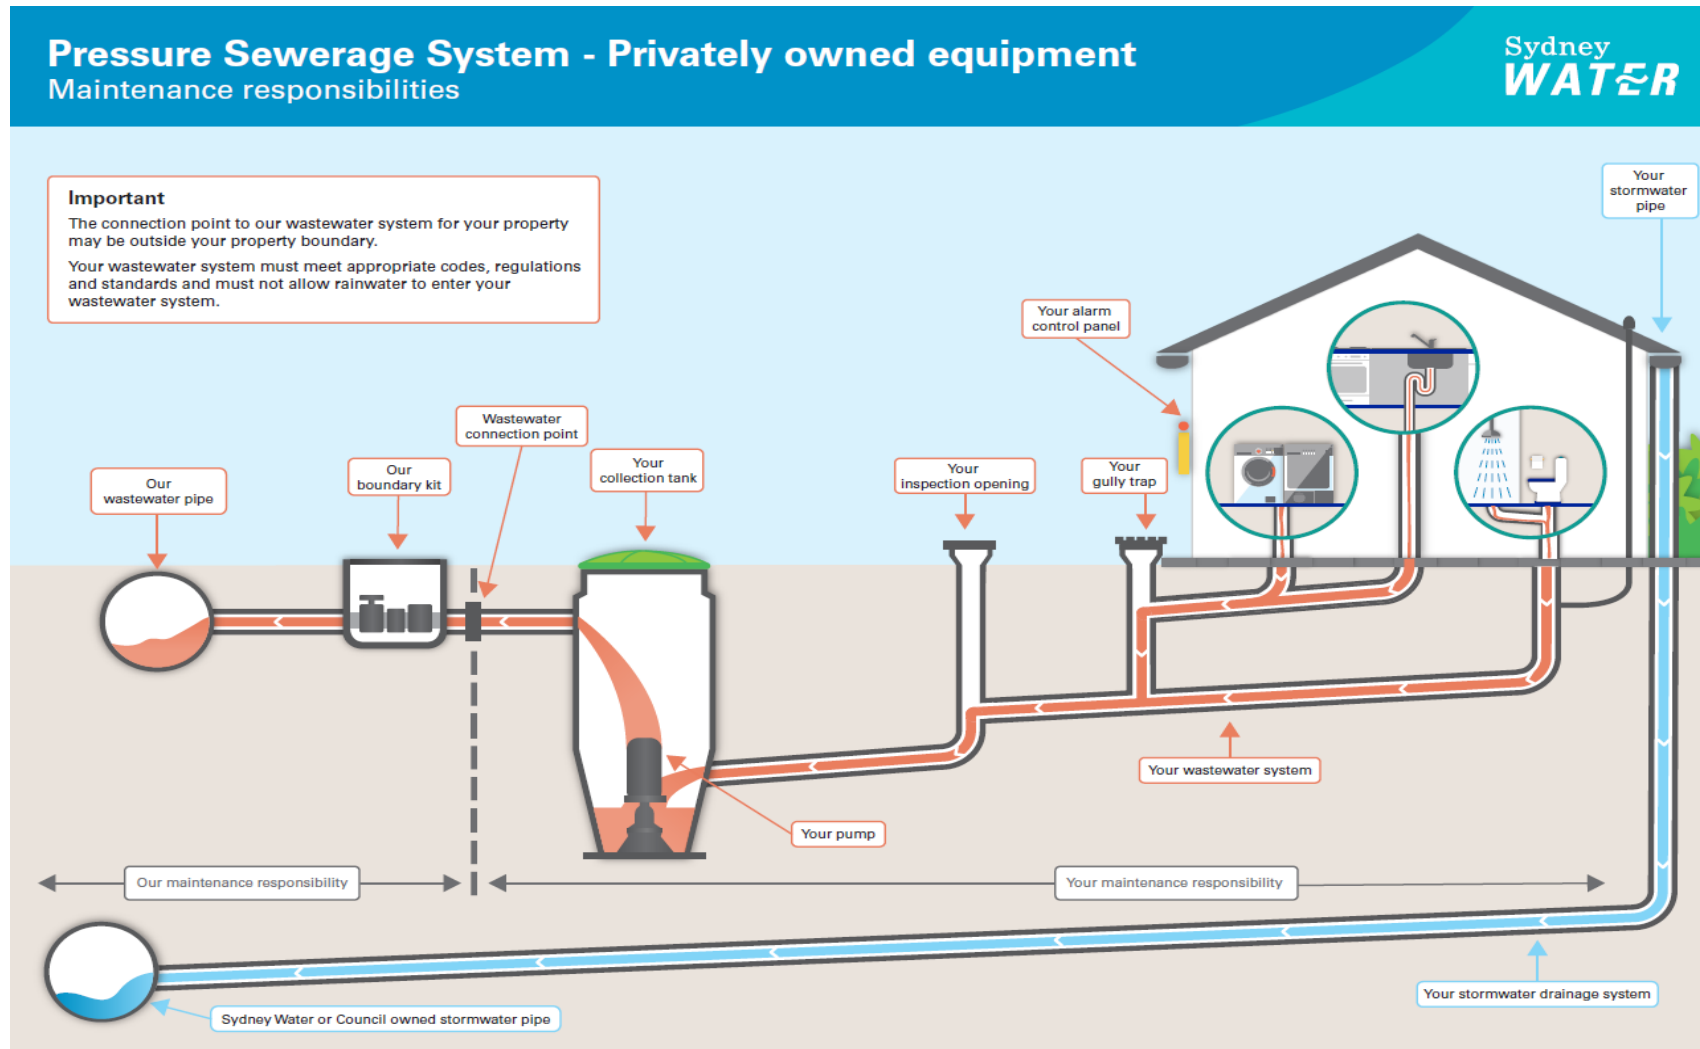 Pressure Sewerage System - Privately owned equipment
Maintenance responsibilities
Sydney
WATER
Important
The connection point to our wastewater system for your property
may be outside your property boundary.
Your wastewater system must meet appropriate codes, regulations
and standards and must not allow rainwater to enter your
wastewater system.
Your
stormwater
pipe
Your alarm
control panel
Wastewater
connection point
Our
wastewater pipe
Our
boundary kit
Your
collection tank
Your
inspection opening
Your
gully trap
Your wastewater system
Your pump
Our maintenance responsibility
Your maintenance responsibility
Your stormwater drainage system
Sydney Water or Council owned stormwater pipe